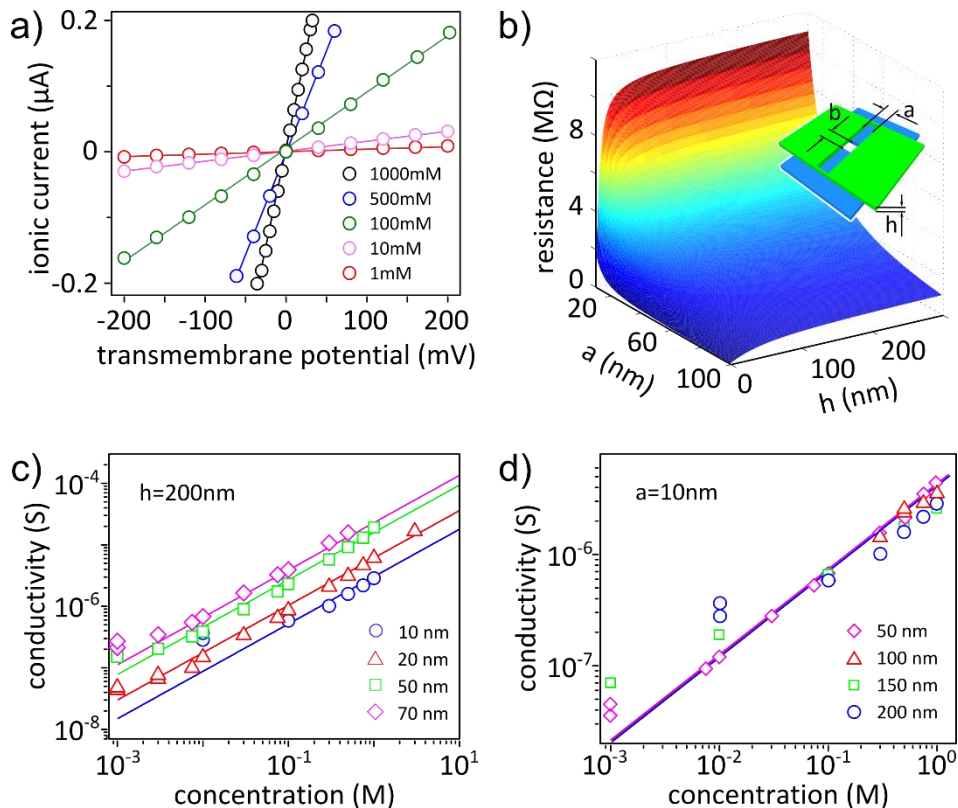 a)
0.2
0
0.2
ionic current (µA)
1000mM
500mM
100mM
10mM
1mM
-200 -100 0 100 200
transmembrane potential (mV)
b)
resistance (MΩ)
8
4
0
b
a
h
20
60
100
a (nm)
0
100
200
h (nm)
c)
h=200nm
10⁻⁴
10⁻⁶
10⁻⁸
conductivity (S)
10 nm
20 nm
50 nm
70 nm
10⁻³ 10⁻¹ 10
concentration (M)
d)
a=10nm
10⁻⁶
10⁻⁷
conductivity (S)
50 nm
100 nm
150 nm
200 nm
10⁻³ 10⁻² 10⁻¹ 10⁰
concentration (M)